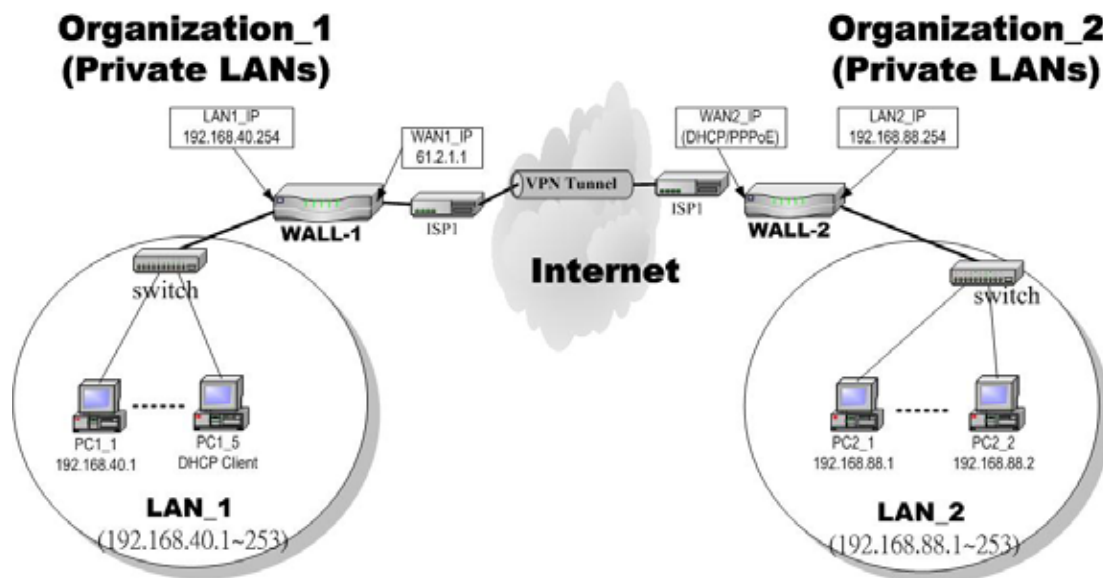 Organization_1
(Private LANs)
Organization_2
(Private LANs)
LAN1_IP
192.168.40.254
WAN1_IP
61.2.1.1
WAN2_IP
(DHCP/PPPoE)
LAN2_IP
192.168.88.254
VPN Tunnel
WALL-1
ISP1
ISP1
WALL-2
Internet
switch
switch
PC1_1
192.168.40.1
PC1_5
DHCP Client
PC2_1
192.168.88.1
PC2_2
192.168.88.2
LAN_1
(192.168.40.1~253)
LAN_2
(192.168.88.1~253)